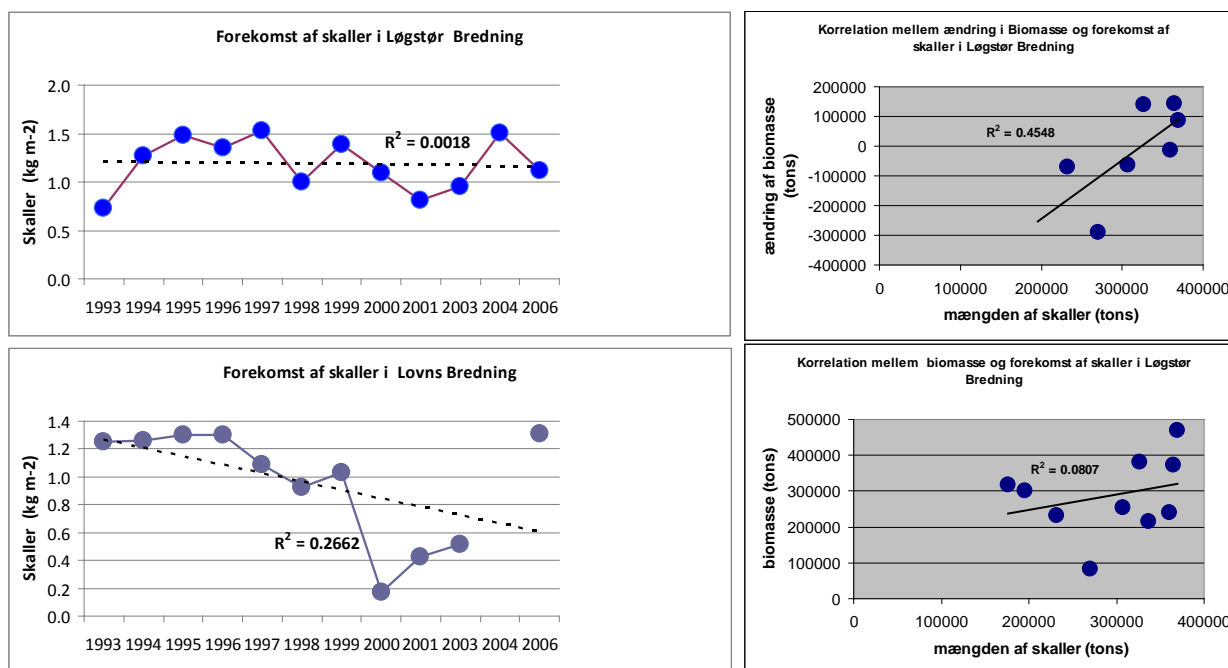 Forekomst af skaller i Løgstør Bredning
Skaller (kg m-2)
2.0
1.5
1.0
0.5
0.0
R² = 0.0018
1993 1994 1995 1996 1997 1998 1999 2000 2001 2003 2004 2006
Korrelation mellem ændring i Biomasse og forekomst af
skaller i Løgstør Bredning
ændring af biomasse
(tons)
200000
100000
0
-100000
-200000
-300000
-400000
R² = 0.4548
0 100000 200000 300000 400000
mængden af skaller (tons)
Forekomst af skaller i Lovns Bredning
Skaller (kg m-2)
1.4
1.2
1.0
0.8
0.6
0.4
0.2
0.0
R² = 0.2662
1993 1994 1995 1996 1997 1998 1999 2000 2001 2003 2004 2006
Korrelation mellem biomasse og forekomst af skaller i Løgstør
Bredning
biomasse (tons)
500000
400000
300000
200000
100000
0
R² = 0.0807
0 100000 200000 300000 400000
mængden af skaller (tons)